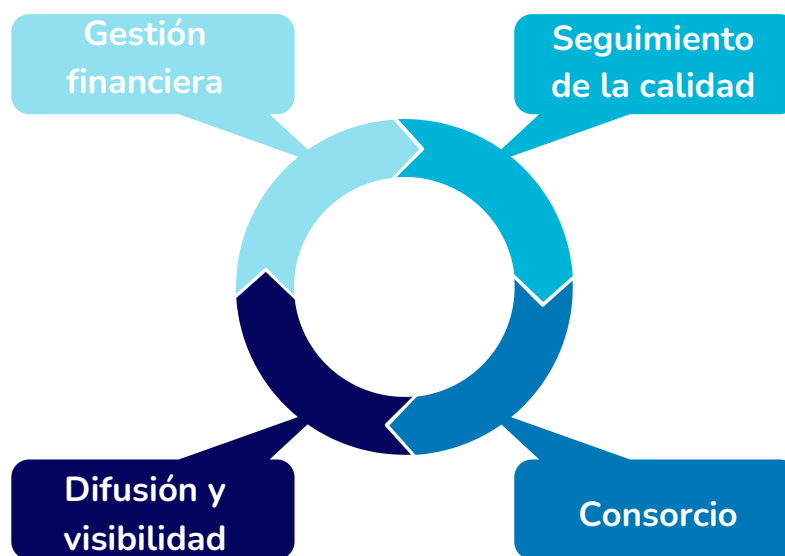 Gestión
financiera
Seguimiento
de la calidad
Difusión y
visibilidad
Consorcio